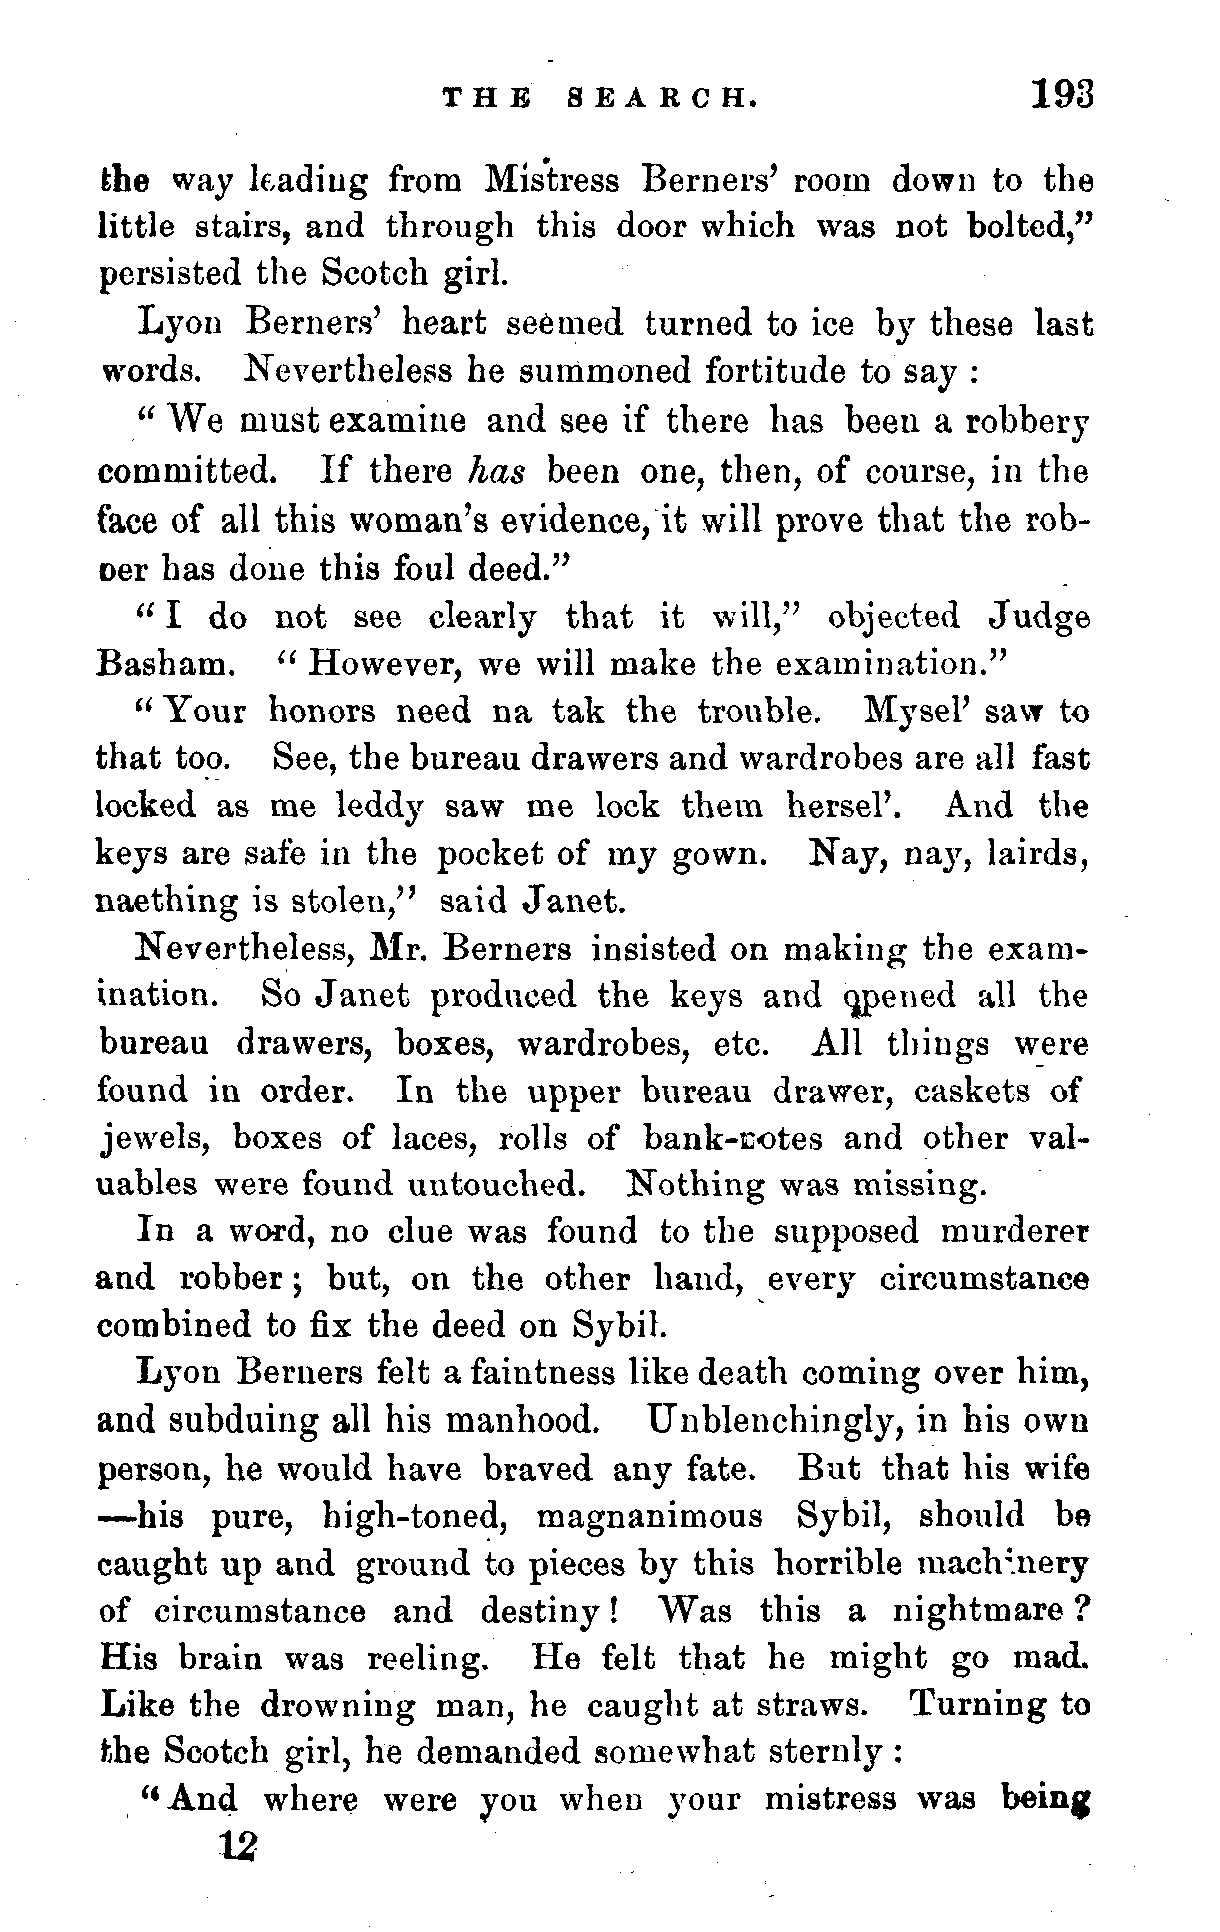 THE SEARCH. 193
the way leading from Mistress Berners' room down to the
little stairs, and through this door which was not bolted,"
persisted the Scotch girl.
Lyon Berners' heart seemed turned to ice by these last
words. Nevertheless he summoned fortitude to say :
" We must examine and see if there has been a robbery
committed. If there has been one, then, of course, in the
face of all this woman's evidence, it will prove that the rob-
ber has done this foul deed."
" I do not see clearly that it will," objected Judge
Basham. " However, we will make the examination."
" Your honors need na tak the trouble. Mysel' saw to
that too. See, the bureau drawers and wardrobes are all fast
locked as me leddy saw me lock them hersel'. And the
keys are safe in the pocket of my gown. Nay, nay, lairds,
naething is stolen," said Janet.
Nevertheless, Mr. Berners insisted on making the exam-
ination. So Janet produced the keys and opened all the
bureau drawers, boxes, wardrobes, etc. All things were
found in order. In the upper bureau drawer, caskets of
jewels, boxes of laces, rolls of bank-notes and other val-
uables were found untouched. Nothing was missing.
In a word, no clue was found to the supposed murderer
and robber ; but, on the other hand, every circumstance
combined to fix the deed on Sybil.
Lyon Berners felt a faintness like death coming over him,
and subduing all his manhood. Unblenchingly, in his own
person, he would have braved any fate. But that his wife
—his pure, high-toned, magnanimous Sybil, should be
caught up and ground to pieces by this horrible machinery
of circumstance and destiny ! Was this a nightmare ?
His brain was reeling. He felt that he might go mad.
Like the drowning man, he caught at straws. Turning to
the Scotch girl, he demanded somewhat sternly :
" And where were you when your mistress was being
12